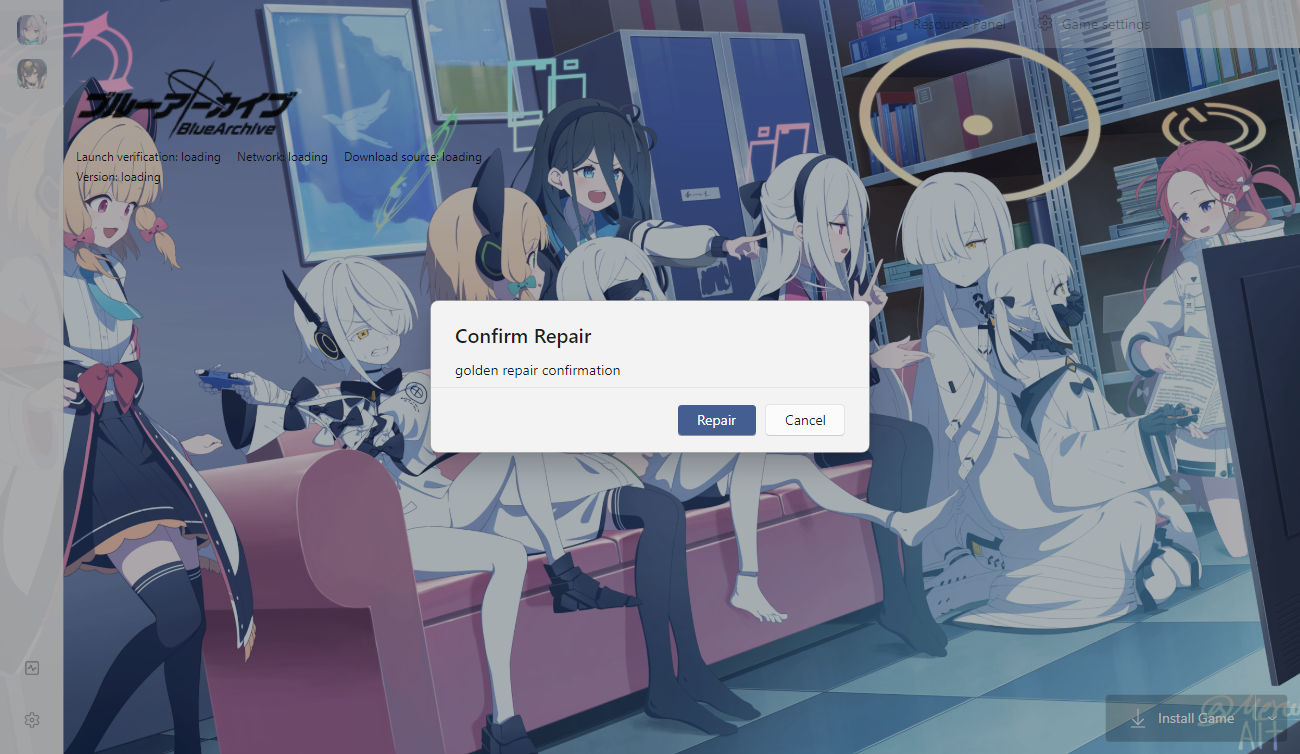 Resource Panel
Game settings
ブルーアーカイブ
BlueArchive
Launch verification: loading Network: loading Download source: loading
Version: loading
Confirm Repair
golden repair confirmation
Repair
Cancel
Install Game